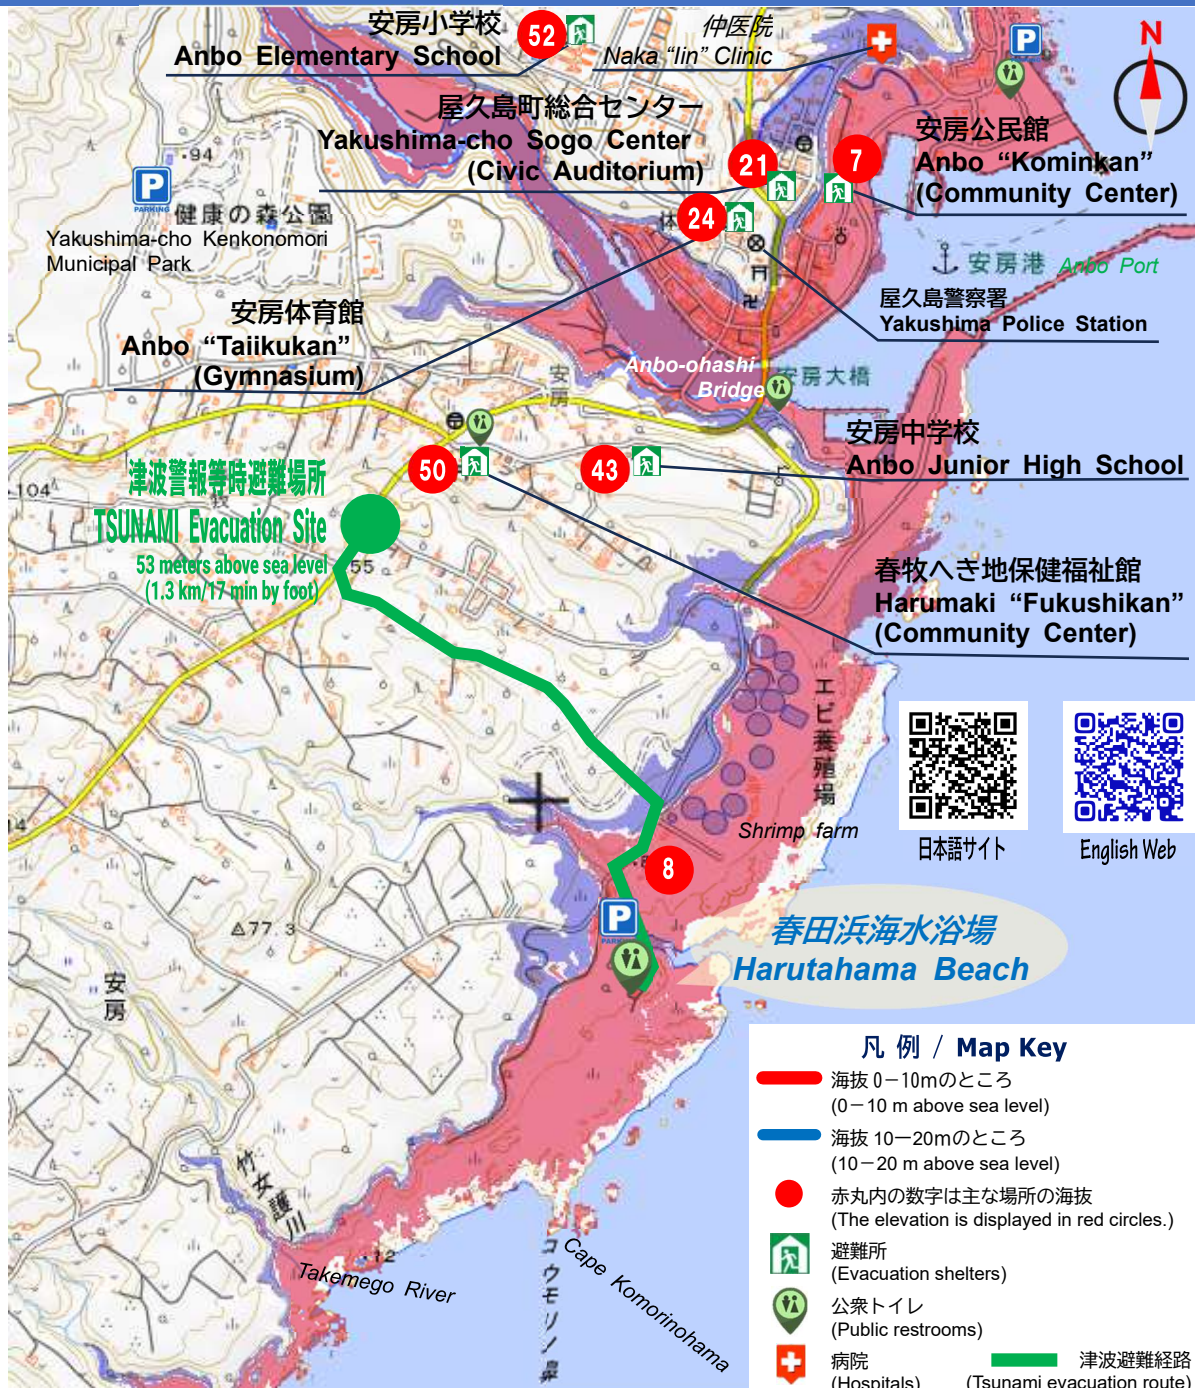 安房小学校
Anbo Elementary School
52
仲医院
Naka “Iin” Clinic
P
N
屋久島町総合センター
Yakushima-cho Sogo Center
(Civic Auditorium)
21
7
安房公民館
Anbo “Kominkan”
(Community Center)
94
P
PARKING
健康の森公園
Yakushima-cho Kenkonomori
Municipal Park
55
休
24
安房港
Anbo Port
屋久島警察署
Yakushima Police Station
安房体育館
Anbo “Taiikukan”
(Gymnasium)
Anbo-ohashi
Bridge
安房大橋
安房
安房中学校
Anbo Junior High School
50
43
津波警報等時避難場所
TSUNAMI Evacuation Site
53 meters above sea level
(1.3 km/17 min by foot)
104
牧
55
春牧へき地保健福祉館
Harumaki “Fukushikan”
(Community Center)
エビ養殖場
Shrimp farm
日本語サイト
English Web
8
P
PARKING
77.3
春田浜海水浴場
Harutahama Beach
安房
竹女護川
Takemego River
12
コウモリノ鼻
Cape Komorinohama
凡 例 / Map Key
海抜 0－10mのところ
(0－10 m above sea level)
海抜 10ー20mのところ
(10－20 m above sea level)
赤丸内の数字は主な場所の海抜
(The elevation is displayed in red circles.)
避難所
(Evacuation shelters)
公衆トイレ
(Public restrooms)
病院
(Hospitals)
津波避難経路
(Tsunami evacuation route)